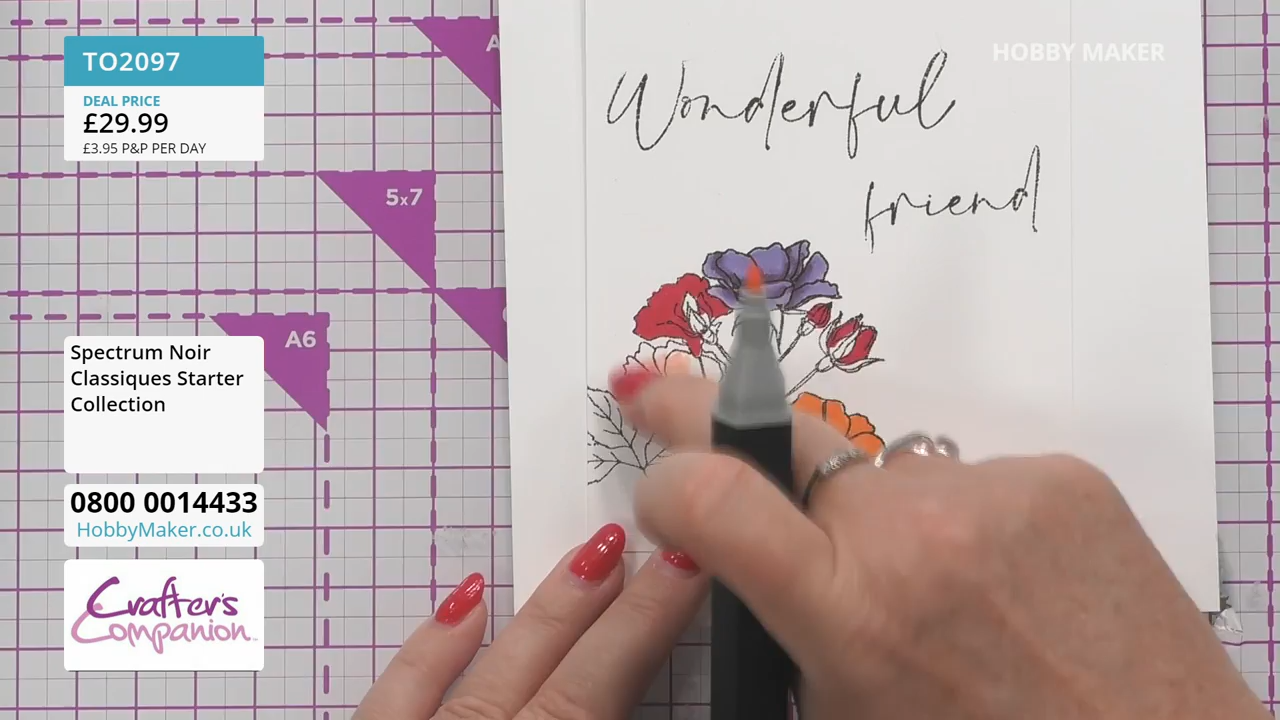 TO2097
DEAL PRICE
£29.99
£3.95 P&P PER DAY
Spectrum Noir
Classiques Starter
Collection
0800 0014433
HobbyMaker.co.uk
Crafter's
Companion
HOBBY MAKER
Wonderful
friend
A
5x7
A6